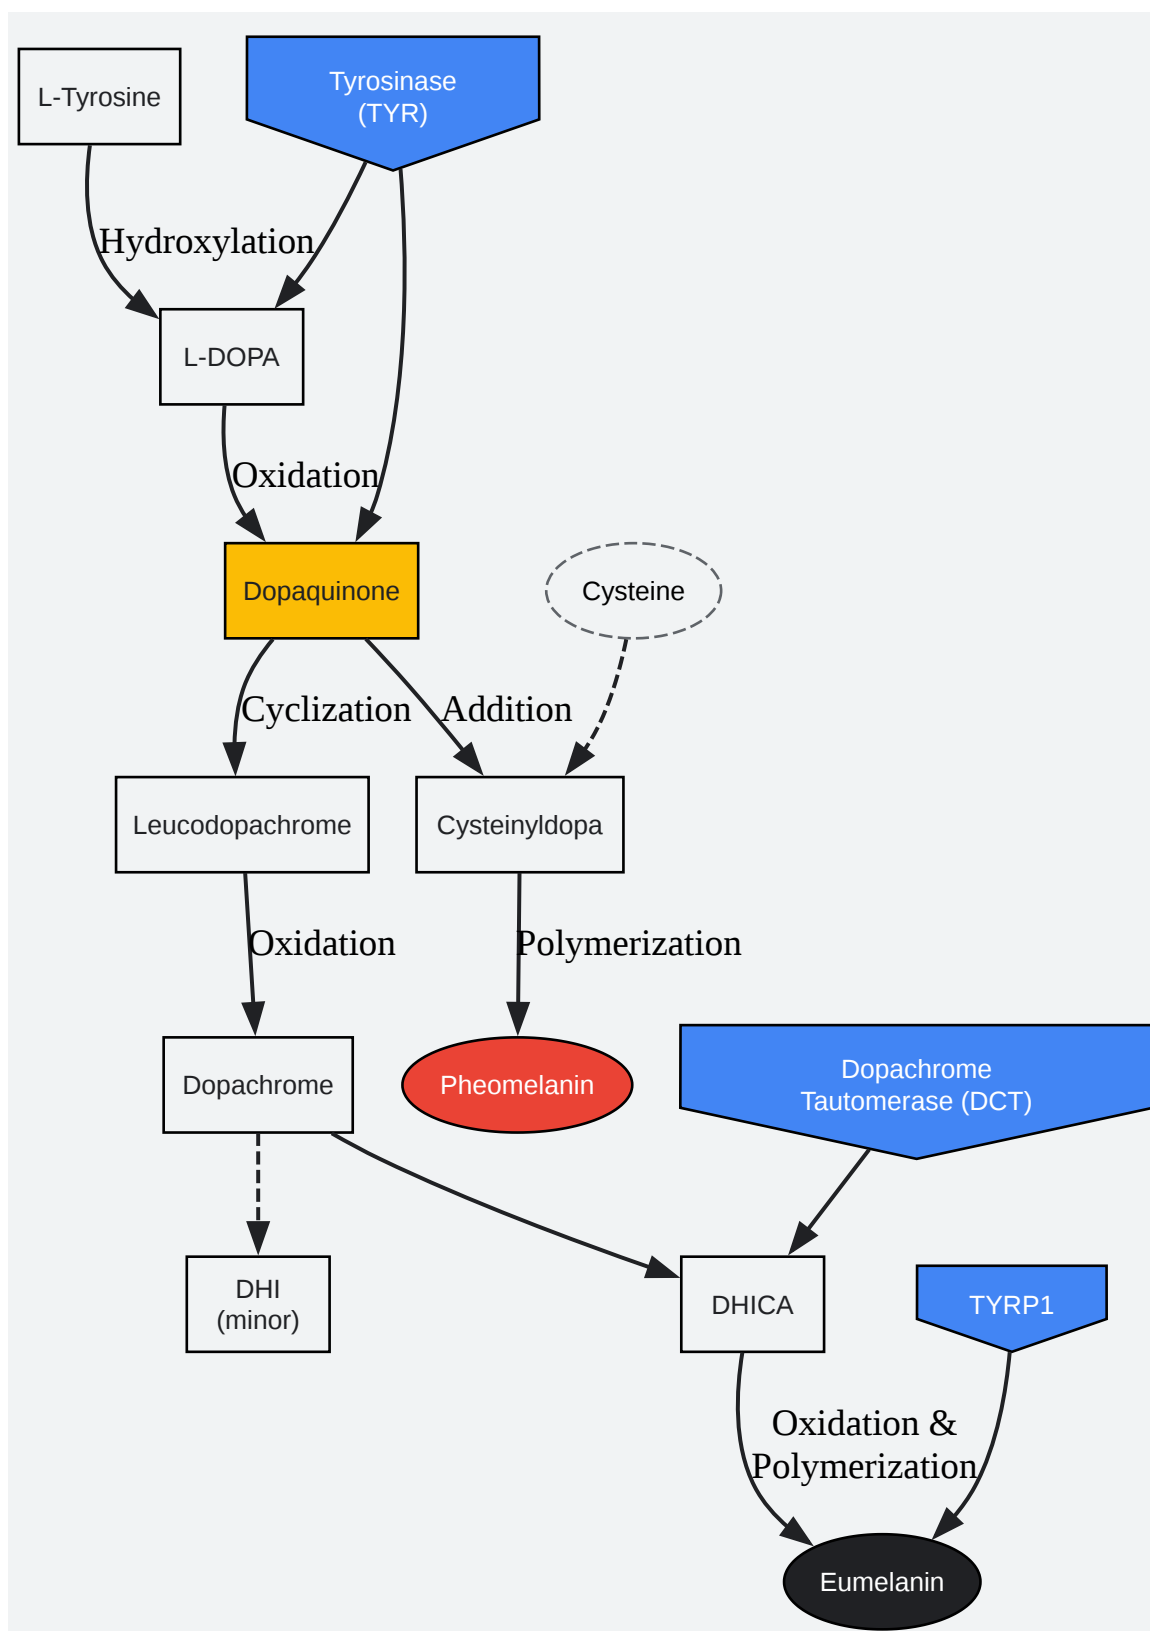 L-Tyrosine
Tyrosinase
(TYR)
Hydroxylation
L-DOPA
Oxidation
Dopaquinone
Cysteine
Cyclization
Addition
Leucodopachrome
Cysteinyldopa
Oxidation
Polymerization
Dopachrome
Pheomelanin
Dopachrome
Tautomerase (DCT)
DHI
(minor)
DHICA
TYRP1
Oxidation &
Polymerization
Eumelanin